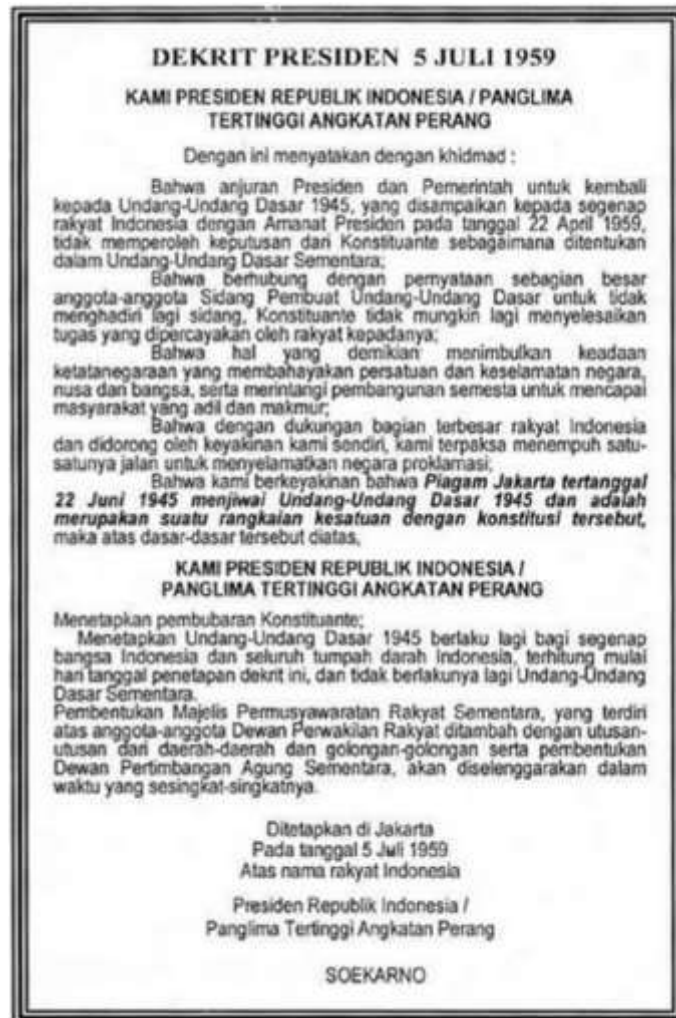 DEKRIT PRESIDEN 5 JULI 1959
KAMI PRESIDEN REPUBLIK INDONESIA / PANGLIMA
TERTINGGI ANGKATAN PERANG
Dengan ini menyatakan dengan khidmad :
Bahwa anjuran Presiden dan Pemerintah untuk kembali
kepada Undang-Undang Dasar 1945, yang disampaikan kepada segenap
rakyat Indonesia dengan Amanat Presiden pada tanggal 22 April 1959,
tidak memperoleh keputusan dari Konstituante sebagaimana ditentukan
dalam Undang-Undang Dasar Sementara;
Bahwa berhubung dengan pernyataan sebagian besar
anggota-anggota Sidang Pembuat Undang-Undang Dasar untuk tidak
menghadiri lagi sidang, Konstituante tidak mungkin lagi menyelesaikan
tugas yang dipercayakan oleh rakyat kepadanya;
Bahwa hal yang demikian menimbulkan keadaan
ketatanegaraan yang membahayakan persatuan dan keselamatan negara,
nusa dan bangsa, serta merintangi pembangunan semesta untuk mencapai
masyarakat yang adil dan makmur;
Bahwa dengan dukungan bagian terbesar rakyat Indonesia
dan didorong oleh keyakinan kami sendiri, kami terpaksa menempuh satu-
satunya jalan untuk menyelamatkan negara proklamasi;
Bahwa kami berkeyakinan bahwa Piagam Jakarta tertanggal
22 Juni 1945 menjiwai Undang-Undang Dasar 1945 dan adalah
merupakan suatu rangkaian kesatuan dengan konstitusi tersebut,
maka atas dasar-dasar tersebut diatas,
KAMI PRESIDEN REPUBLIK INDONESIA /
PANGLIMA TERTINGGI ANGKATAN PERANG
Menetapkan pembubaran Konstituante;
Menetapkan Undang-Undang Dasar 1945 berlaku lagi bagi segenap
bangsa Indonesia dan seluruh tumpah darah Indonesia, terhitung mulai
hari tanggal penetapan dekrit ini, dan tidak berlakunya lagi Undang-Undang
Dasar Sementara.
Pembentukan Majelis Permusyawaratan Rakyat Sementara, yang terdiri
atas anggota-anggota Dewan Perwakilan Rakyat ditambah dengan utusan-
utusan dari daerah-daerah dan golongan-golongan serta pembentukan
Dewan Pertimbangan Agung Sementara, akan diselenggarakan dalam
waktu yang sesingkat-singkatnya.
Ditetapkan di Jakarta
Pada tanggal 5 Juli 1959
Atas nama rakyat Indonesia
Presiden Republik Indonesia /
Panglima Tertinggi Angkatan Perang
SOEKARNO